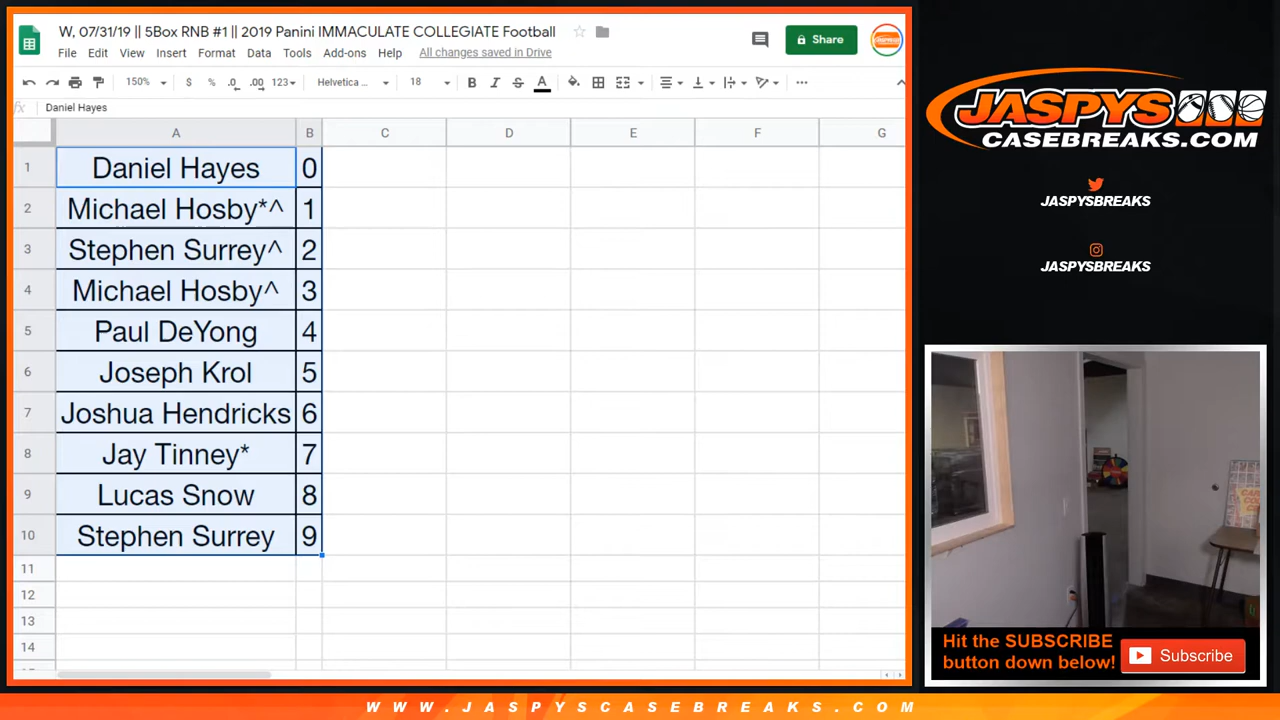 W, 07/31/19 || 5Box RNB #1 || 2019 Panini IMMACULATE COLLEGIATE Football
File Edit View Insert Format Data Tools Add-ons Help All changes saved in Drive
Share
150% $ % .0 .00 123 Helvetica ... 18 B I S A
fx Daniel Hayes
A B C D E F G
1 Daniel Hayes 0
2 Michael Hosby*^ 1
3 Stephen Surrey^ 2
4 Michael Hosby^ 3
5 Paul DeYong 4
6 Joseph Krol 5
7 Joshua Hendricks 6
8 Jay Tinney* 7
9 Lucas Snow 8
10 Stephen Surrey 9
11
12
13
14
JASPYS
CASEBREAKS.COM
JASPYSBREAKS
JASPYSBREAKS
Hit the SUBSCRIBE
button down below!
Subscribe
WWW.JASPYSCASEBREAKS.COM